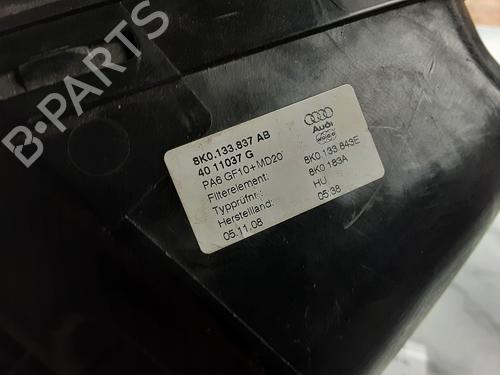 B-PARTS
8K0.133.837 AB
40 11037 G
PA6 GF10+MD20
Filterelement: 8K0 133 843E
Typprüfnr.: 8K0 183A
Herstelland: HU
05.11.08 05:38
Audi